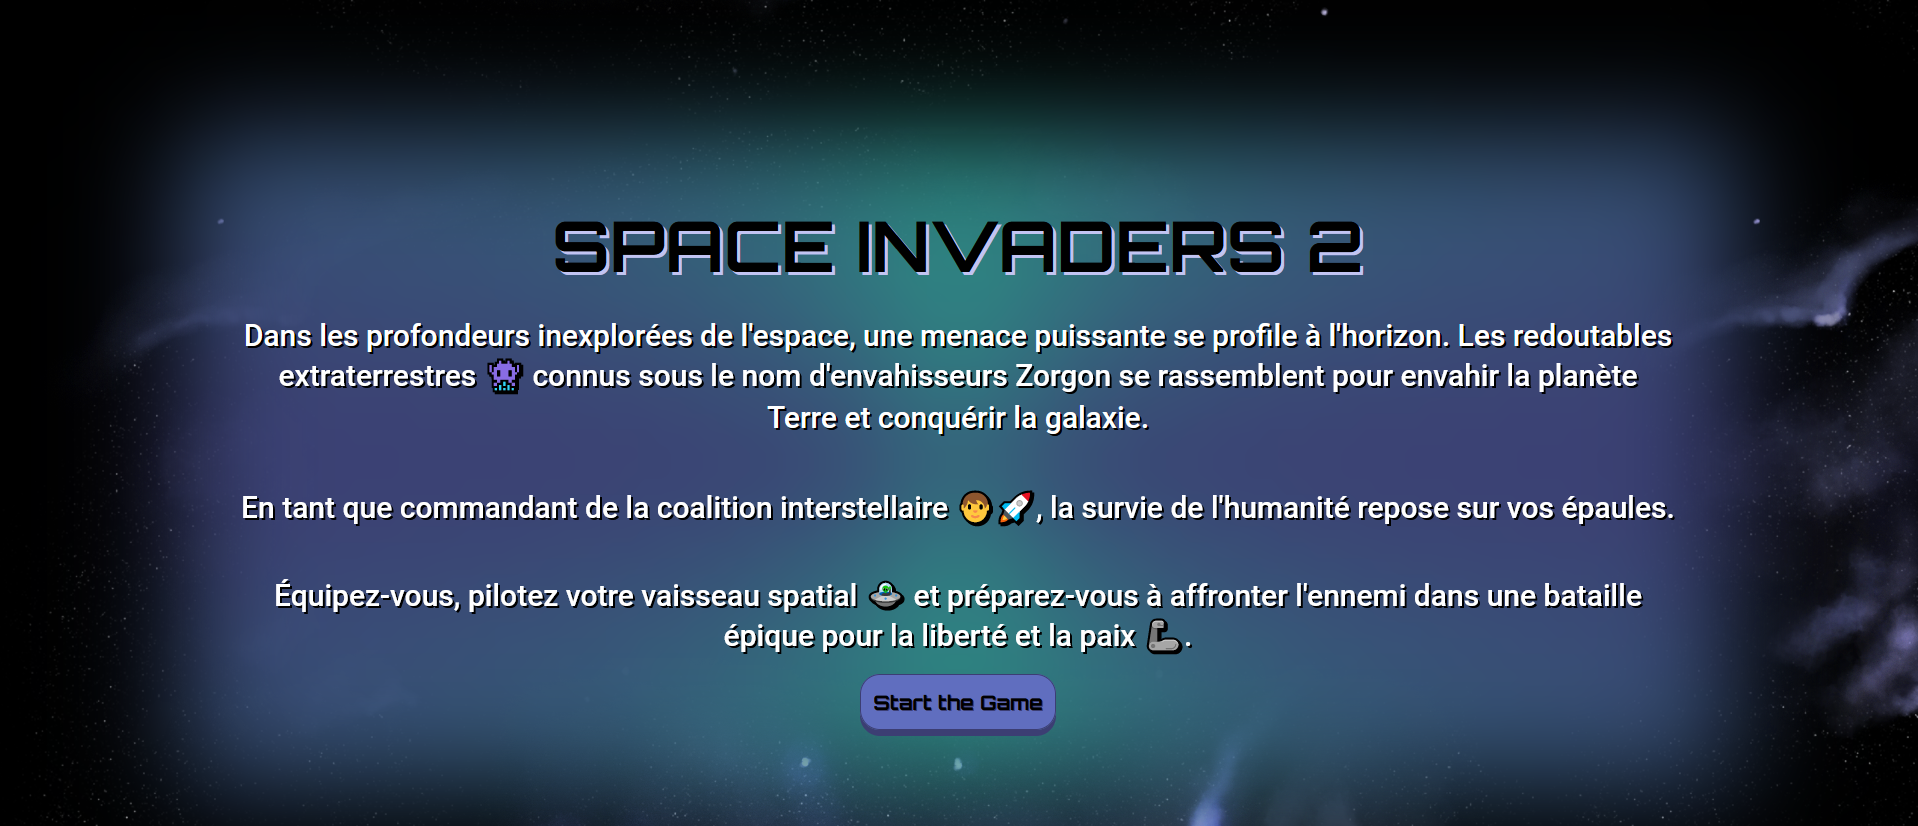 SPACE INVADERS 2
Dans les profondeurs inexplorées de l'espace, une menace puissante se profile à l'horizon. Les redoutables
extraterrestres 👾 connus sous le nom d'envahisseurs Zorgon se rassemblent pour envahir la planète
Terre et conquérir la galaxie.
En tant que commandant de la coalition interstellaire 🧑🚀, la survie de l'humanité repose sur vos épaules.
Équipez-vous, pilotez votre vaisseau spatial 🛸 et préparez-vous à affronter l'ennemi dans une bataille
épique pour la liberté et la paix 🦾.
Start the Game